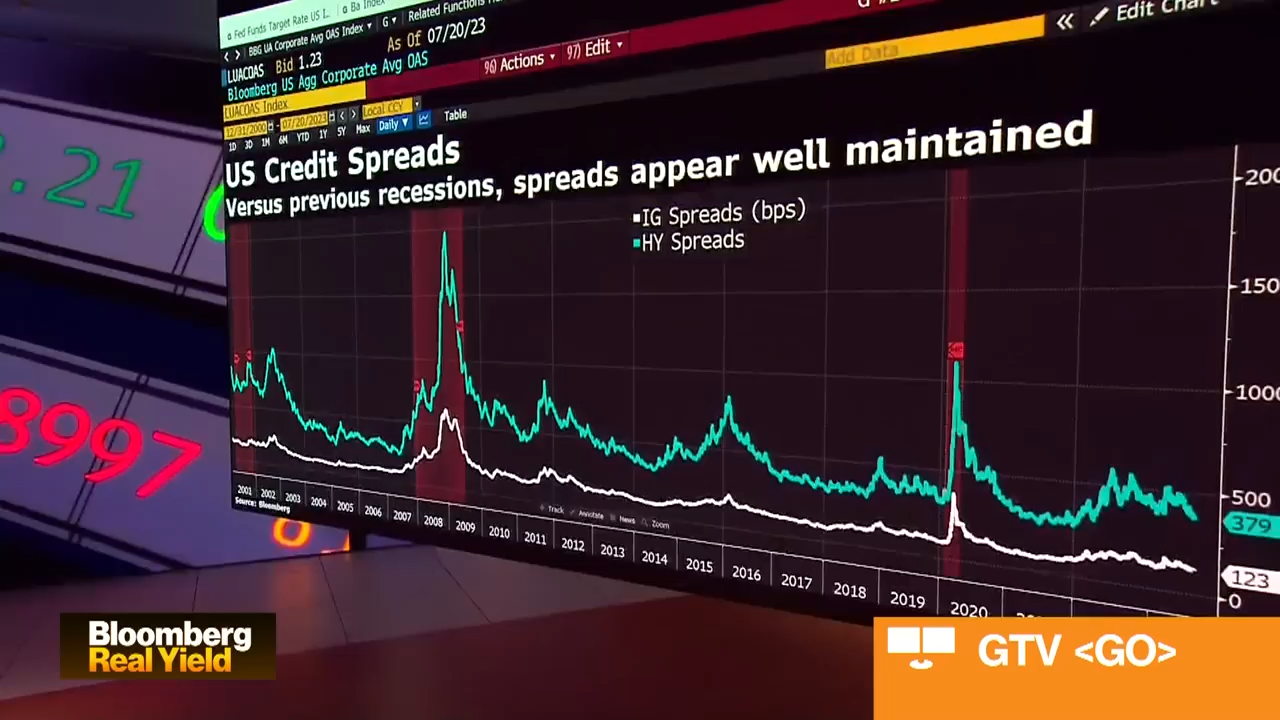 Fed Funds Target Rate US I...
Ba Index
BBG UA Corporate Avg OAS Index
G
Related Functions
LUACOAS Bid 1.23 As Of 07/20/23
Bloomberg US Agg Corporate Avg OAS
LUACOAS Index
96) Actions 97) Edit
Add Data
« Edit Chart
12/31/2000 - 07/20/2023
Local CCY
1D 3D 1M 6M YTD 1Y 5Y Max Daily ▼ Table
US Credit Spreads
Versus previous recessions, spreads appear well maintained
IG Spreads (bps)
HY Spreads
.21
8997
1000
500
379
123
0
2001 2002 2003 2004 2005 2006 2007 2008 2009 2010 2011 2012 2013 2014 2015 2016 2017 2018 2019 2020
Source: Bloomberg
Track Annotate News Zoom
Bloomberg
Real Yield
GTV <GO>